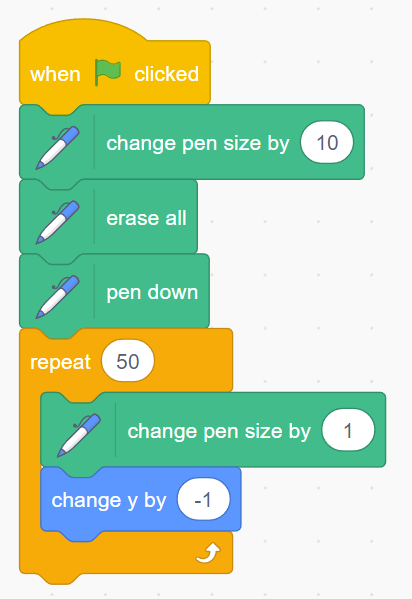 when clicked
change pen size by 10
erase all
pen down
repeat 50
change pen size by 1
change y by -1